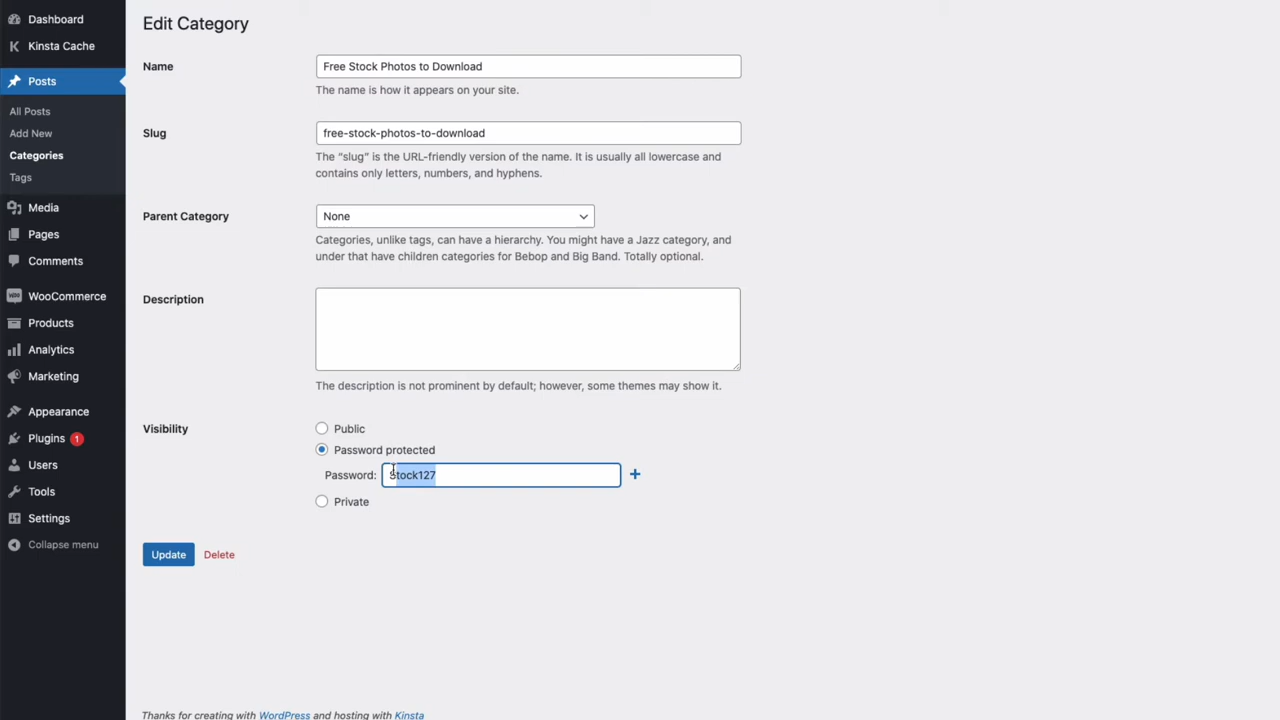 Dashboard
Kinsta Cache
Posts
All Posts
Add New
Categories
Tags
Media
Pages
Comments
WooCommerce
Products
Analytics
Marketing
Appearance
Plugins 1
Users
Tools
Settings
Collapse menu
Edit Category
Name
Free Stock Photos to Download
The name is how it appears on your site.
Slug
free-stock-photos-to-download
The “slug” is the URL-friendly version of the name. It is usually all lowercase and
contains only letters, numbers, and hyphens.
Parent Category
None
Categories, unlike tags, can have a hierarchy. You might have a Jazz category, and
under that have children categories for Bebop and Big Band. Totally optional.
Description
The description is not prominent by default; however, some themes may show it.
Visibility
Public
Password protected
Password: Stock127
Private
Update Delete
Thanks for creating with WordPress and hosting with Kinsta